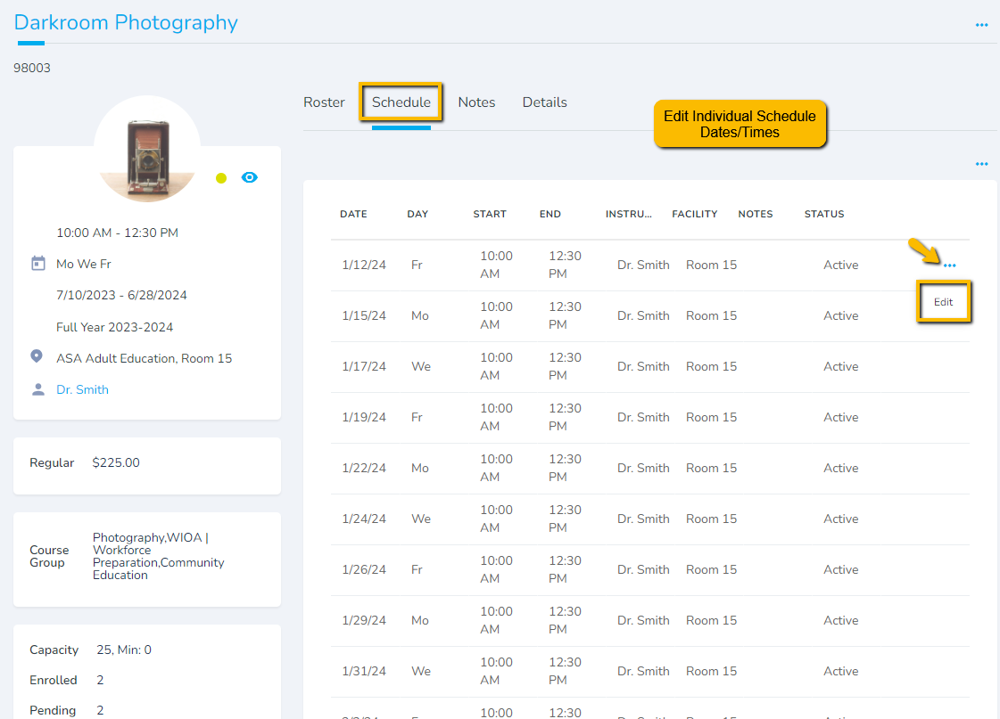 Darkroom Photography
98003
Roster Schedule Notes Details
Edit Individual Schedule
Dates/Times
10:00 AM - 12:30 PM
Mo We Fr
7/10/2023 - 6/28/2024
Full Year 2023-2024
ASA Adult Education, Room 15
Dr. Smith
Regular $225.00
Course
Group
Photography,WIOA |
Workforce
Preparation,Community
Education
Capacity 25, Min: 0
Enrolled 2
Pending 2
DATE DAY START END INSTRU... FACILITY NOTES STATUS
1/12/24 Fr 10:00 AM 12:30 PM Dr. Smith Room 15 Active
Edit
1/15/24 Mo 10:00 AM 12:30 PM Dr. Smith Room 15 Active
1/17/24 We 10:00 AM 12:30 PM Dr. Smith Room 15 Active
1/19/24 Fr 10:00 AM 12:30 PM Dr. Smith Room 15 Active
1/22/24 Mo 10:00 AM 12:30 PM Dr. Smith Room 15 Active
1/24/24 We 10:00 AM 12:30 PM Dr. Smith Room 15 Active
1/26/24 Fr 10:00 AM 12:30 PM Dr. Smith Room 15 Active
1/29/24 Mo 10:00 AM 12:30 PM Dr. Smith Room 15 Active
1/31/24 We 10:00 AM 12:30 PM Dr. Smith Room 15 Active
10:00 12:30